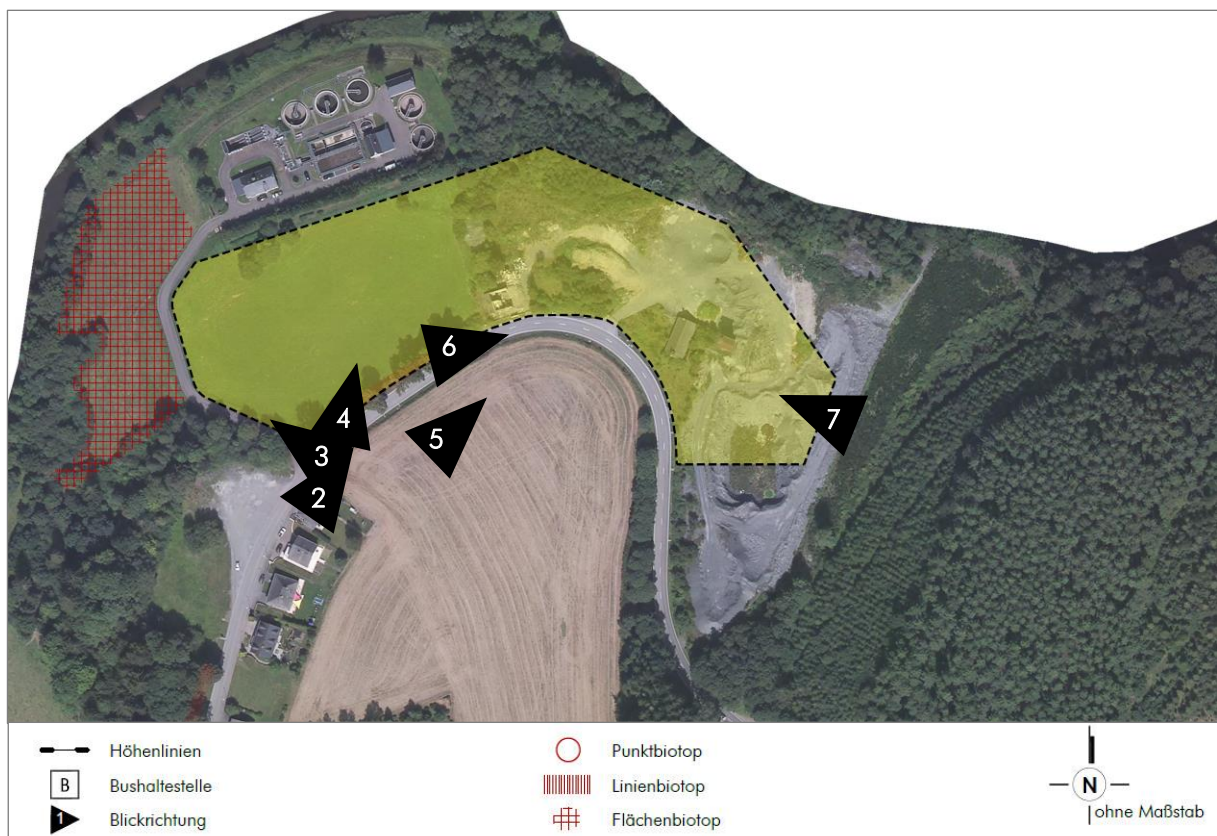 6
4
7
5
3
2
Höhenlinien
Punktbiotop
B
Bushaltestelle
Linienbiotop
N
1
Blickrichtung
Flächenbiotop
ohne Maßstab